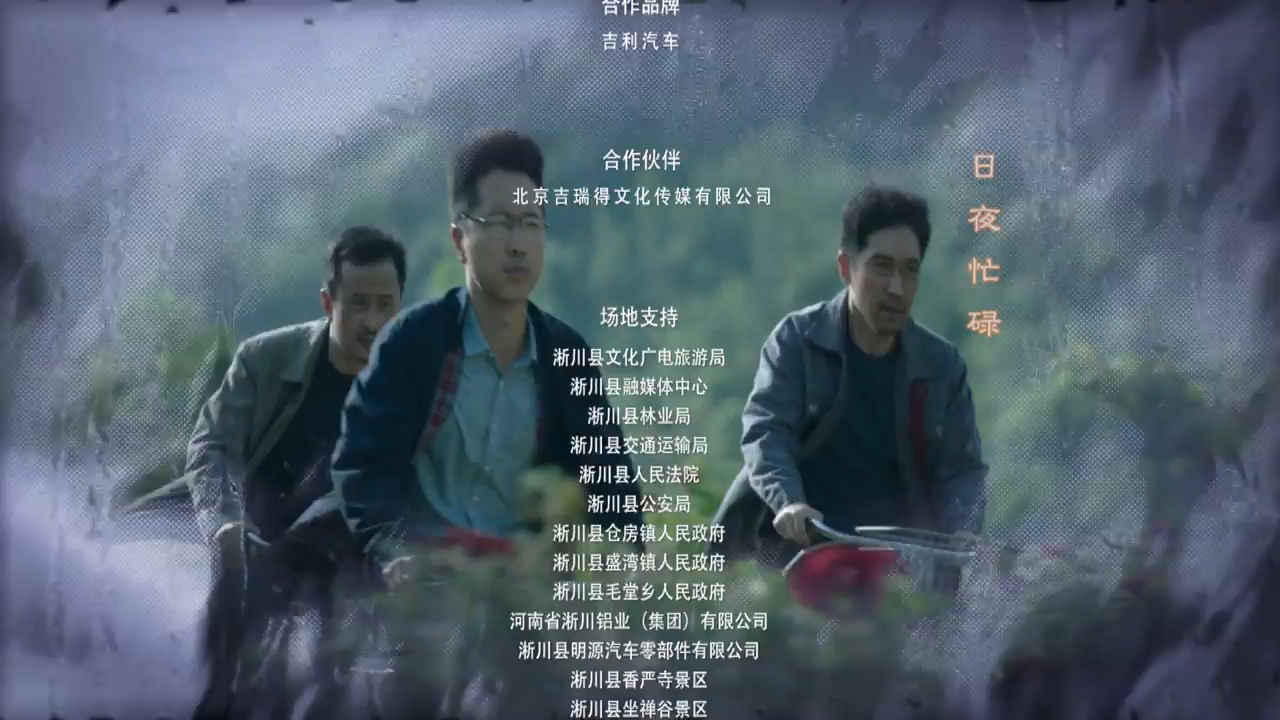 合作品牌
吉利汽车
合作伙伴
北京吉瑞得文化传媒有限公司
场地支持
淅川县文化广电旅游局
淅川县融媒体中心
淅川县林业局
淅川县交通运输局
淅川县人民法院
淅川县公安局
淅川县仓房镇人民政府
淅川县盛湾镇人民政府
淅川县毛堂乡人民政府
河南省淅川铝业（集团）有限公司
淅川县明源汽车零部件有限公司
淅川县香严寺景区
淅川县坐禅谷景区
日夜忙碌